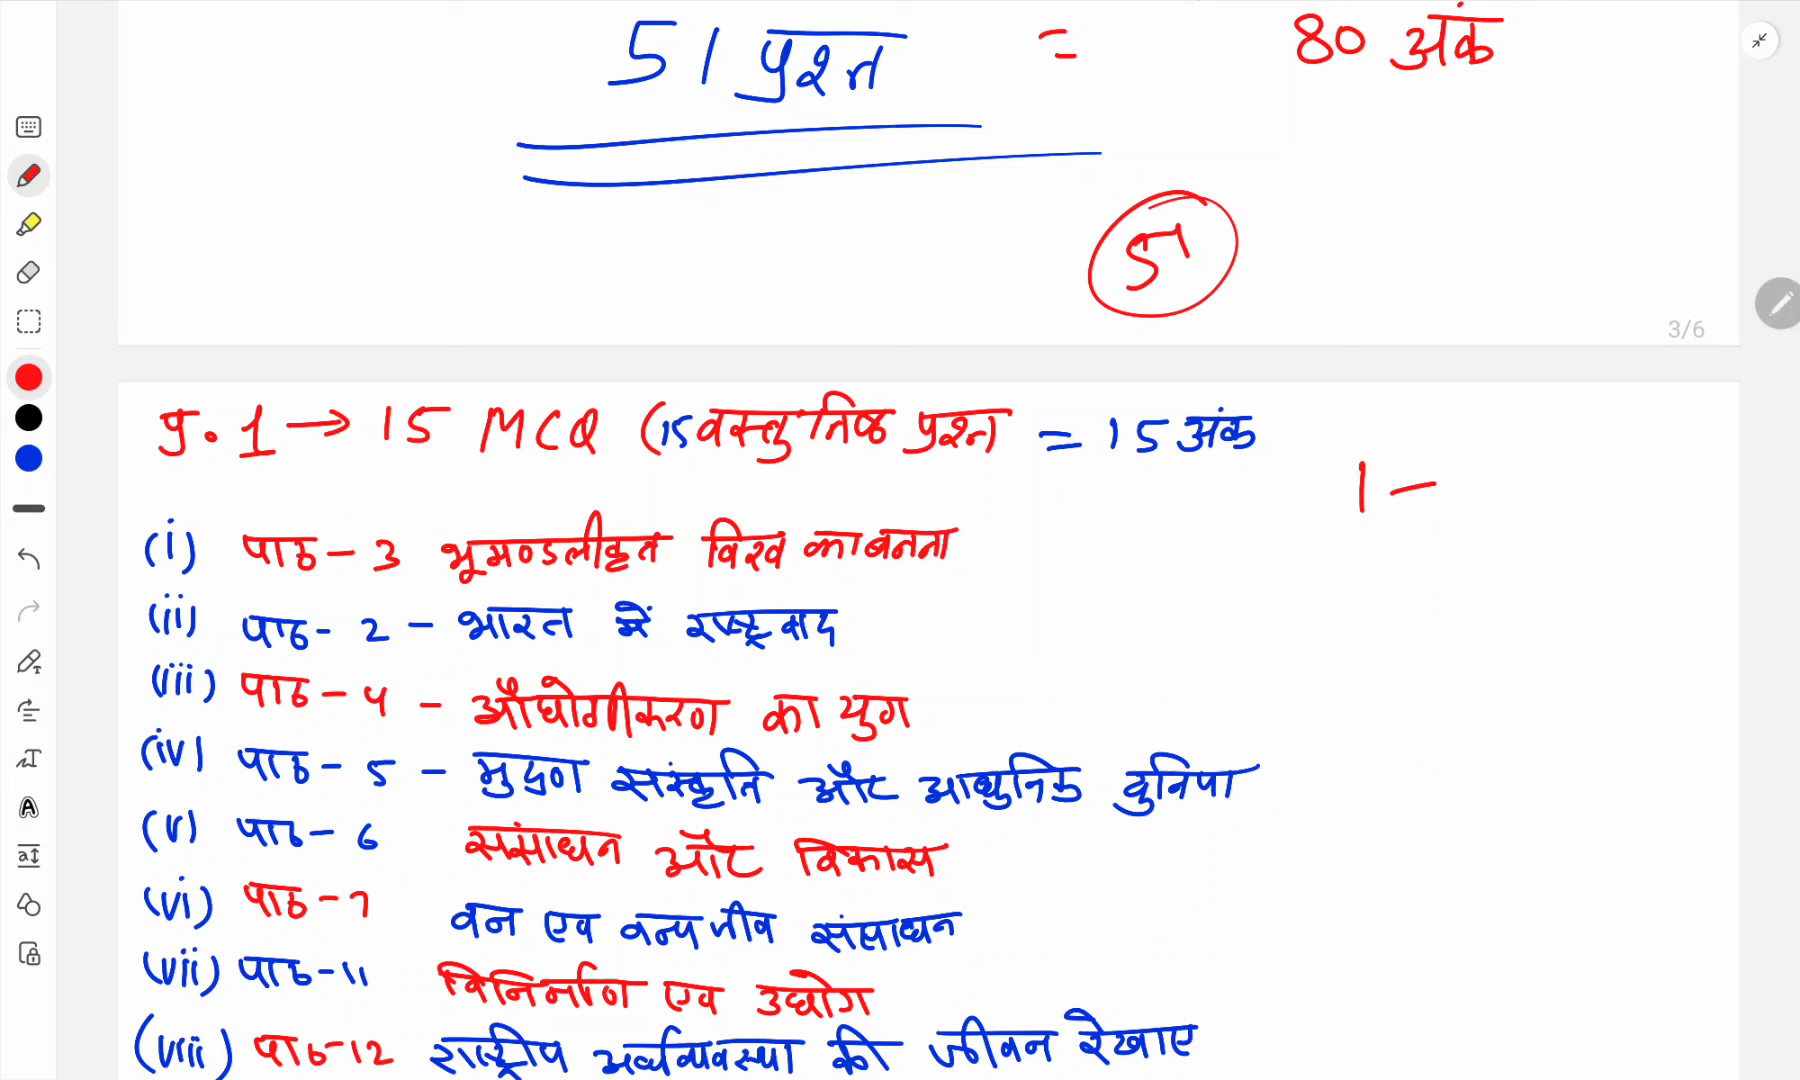 51 प्रश्न = 80 अंक
51
3/6
प्र. 1 → 15 MCQ (15 वस्तुनिष्ठ प्रश्न) = 15 अंक
1 –
(i) पाठ – 3 भूमण्डलीकृत विश्व का बनना
(ii) पाठ - 2 – भारत में राष्ट्रवाद
(iii) पाठ – 4 – औद्योगीकरण का युग
(iv) पाठ – 5 – मुद्रण संस्कृति और आधुनिक दुनिया
(v) पाठ – 6 संसाधन और विकास
(vi) पाठ – 7 वन एव वन्य जीव संसाधन
(vii) पाठ – 11 विनिर्माण एव उद्योग
(viii) पाठ - 12 राष्ट्रीय अर्थव्यवस्था की जीवन रेखाए